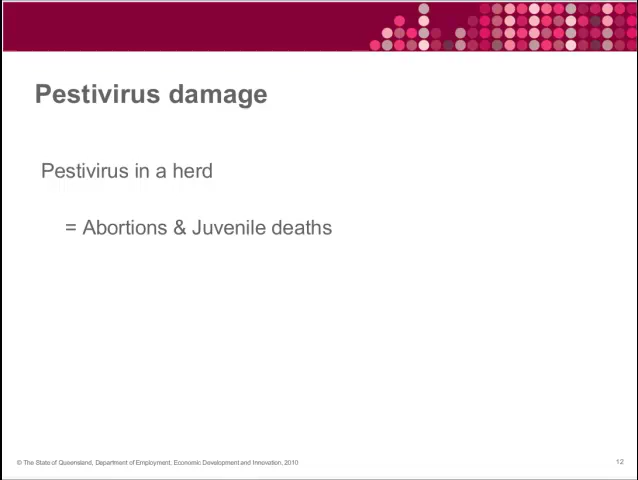 Pestivirus damage
Pestivirus in a herd
= Abortions & Juvenile deaths
© The State of Queensland, Department of Employment, Economic Development and Innovation, 2010
12